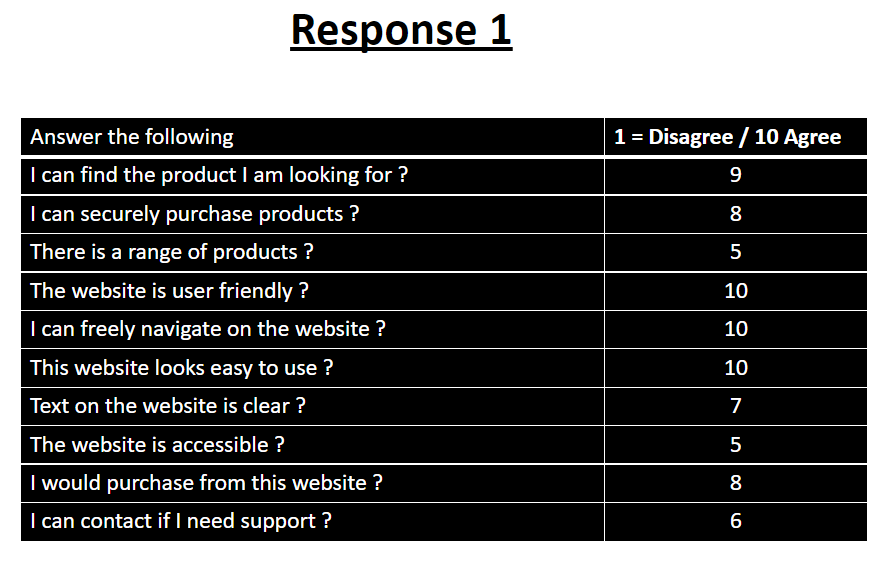 Response 1
Answer the following 1 = Disagree / 10 Agree
I can find the product I am looking for ? 9
I can securely purchase products ? 8
There is a range of products ? 5
The website is user friendly ? 10
I can freely navigate on the website ? 10
This website looks easy to use ? 10
Text on the website is clear ? 7
The website is accessible ? 5
I would purchase from this website ? 8
I can contact if I need support ? 6